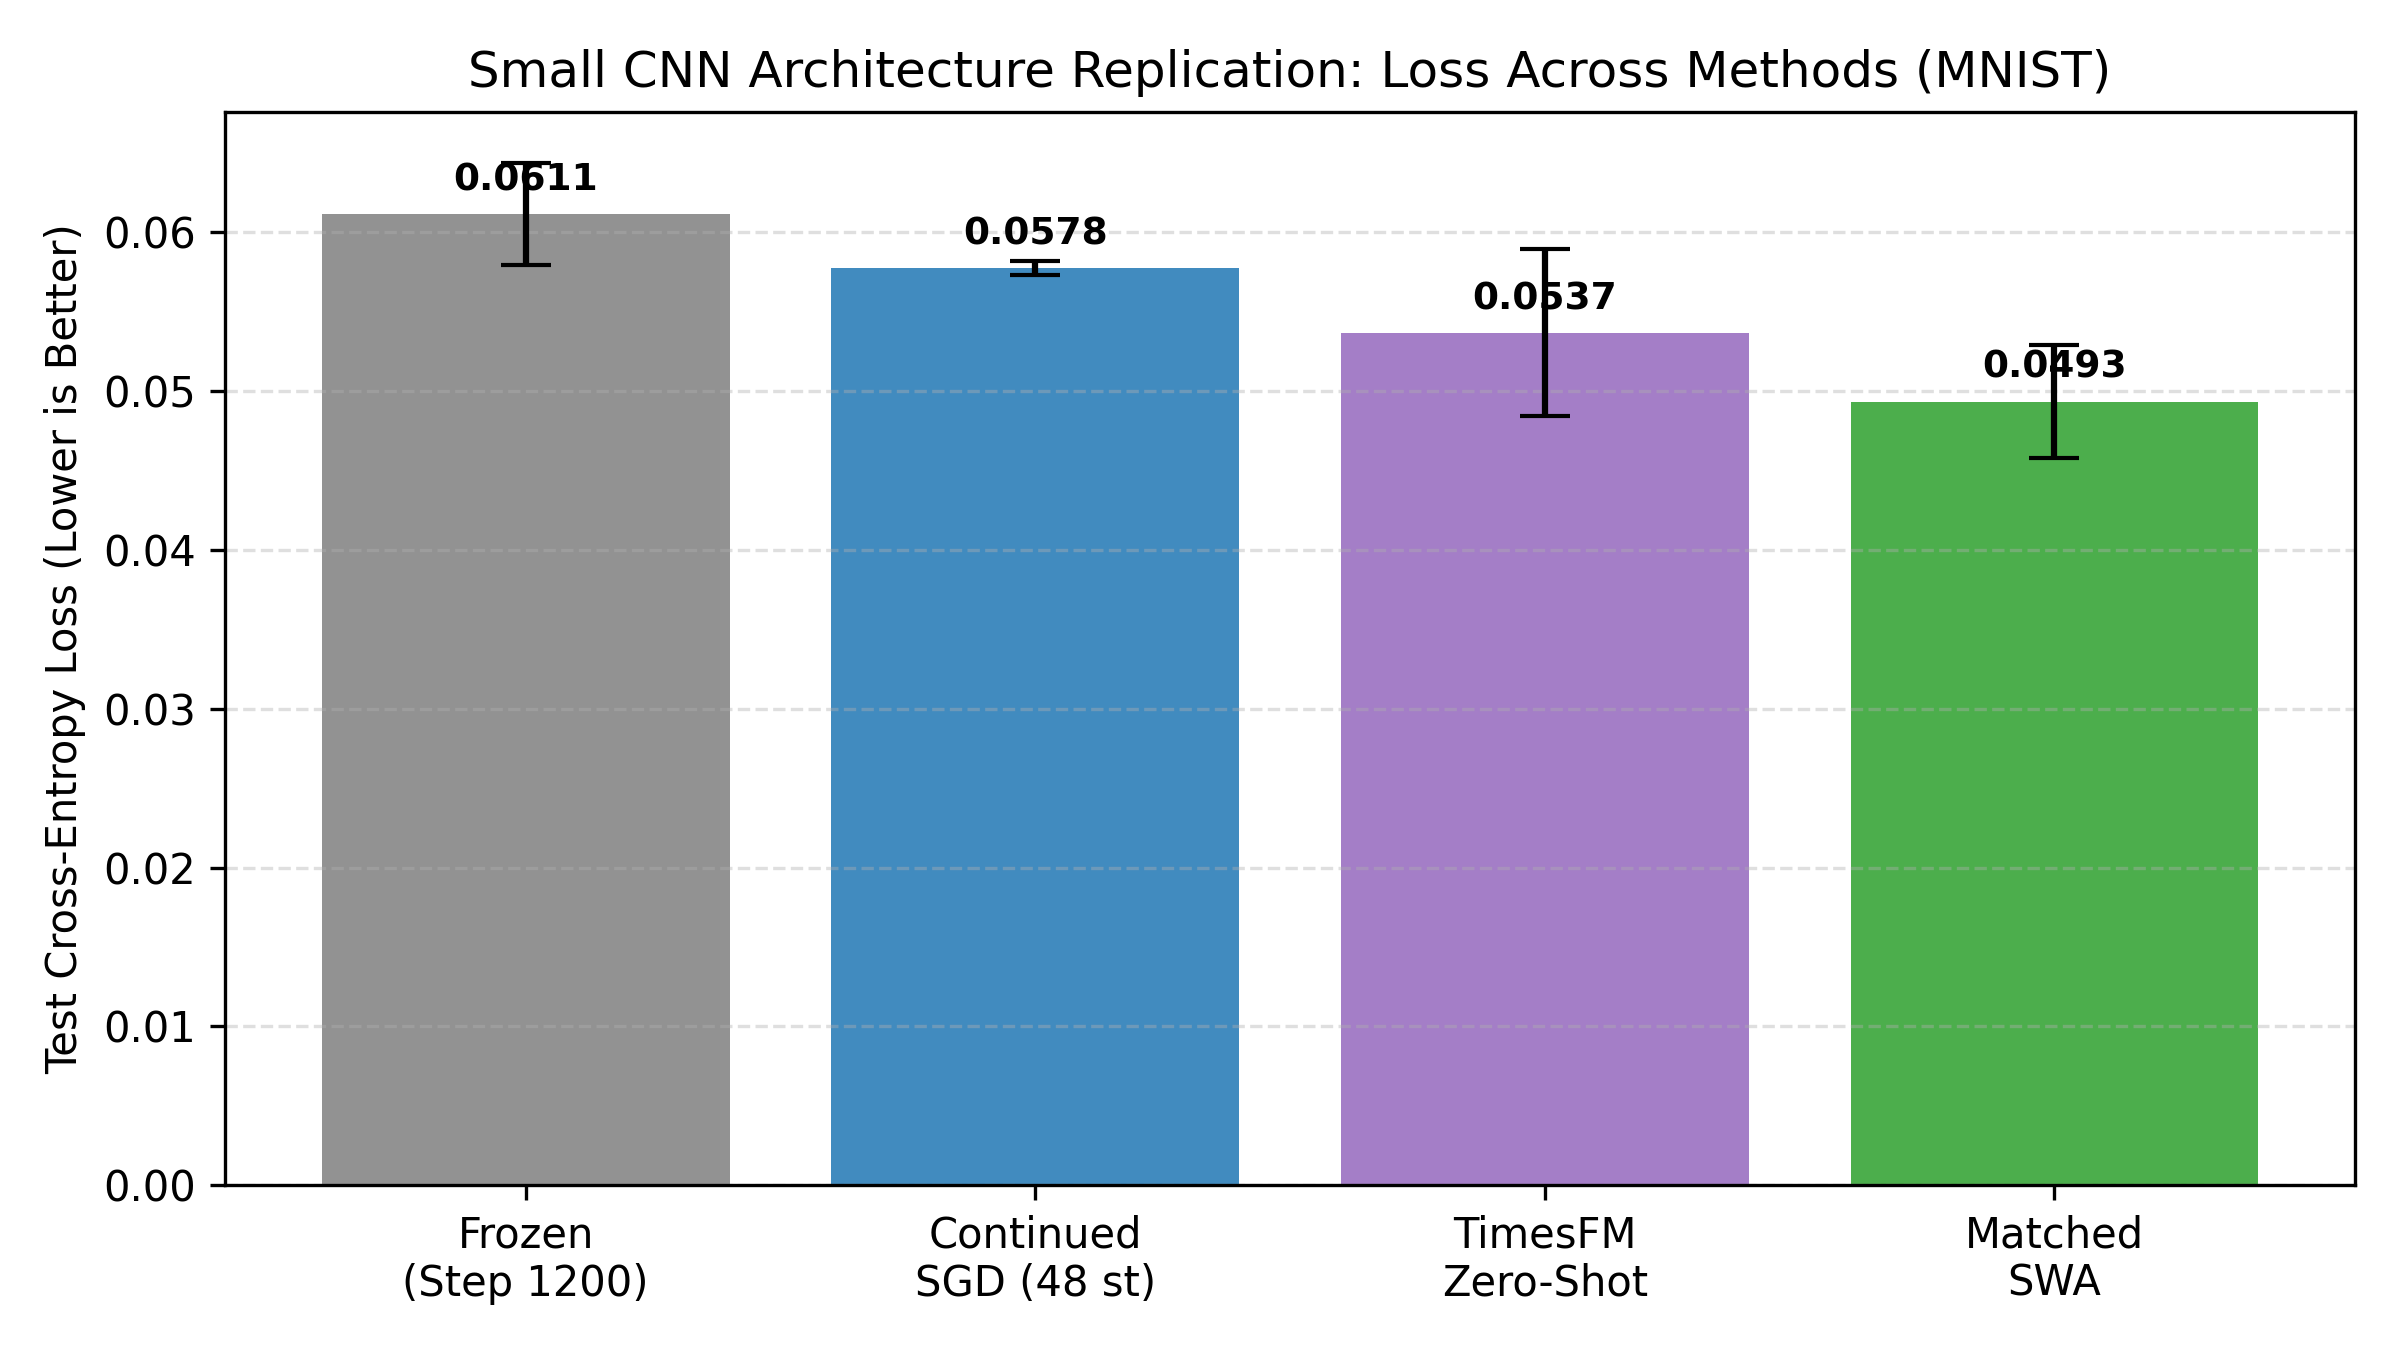 Small CNN Architecture Replication: Loss Across Methods (MNIST)
Test Cross-Entropy Loss (Lower is Better)
0.06
0.05
0.04
0.03
0.02
0.01
0.00
0.0611
0.0578
0.0537
0.0493
Frozen
(Step 1200)
Continued
SGD (48 st)
TimesFM
Zero-Shot
Matched
SWA